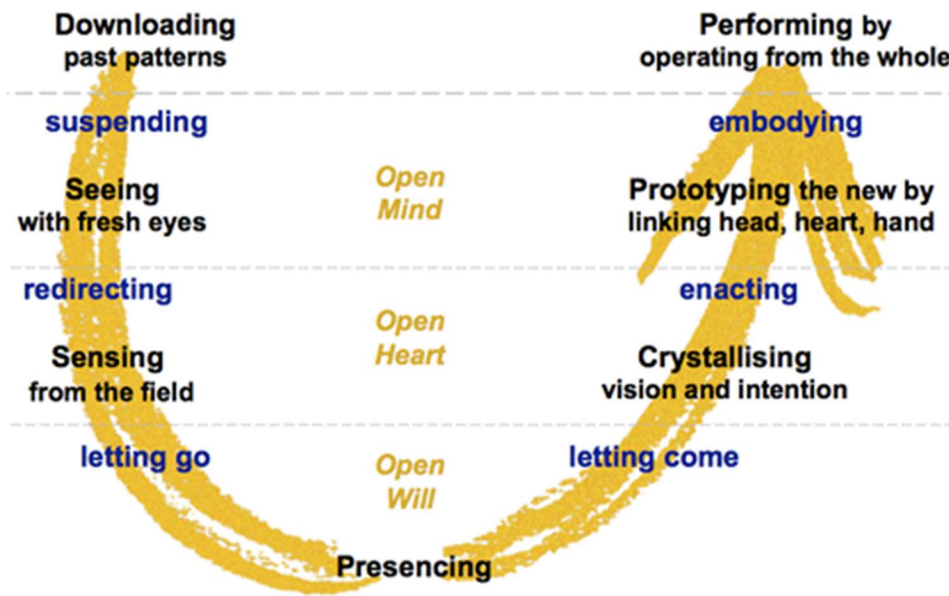 Downloading
past patterns
suspending
Seeing
with fresh eyes
redirecting
Sensing
from the field
letting go
Open
Mind
Open
Heart
Open
Will
Presencing
Performing by
operating from the whole
embodying
Prototyping the new by
linking head, heart, hand
enacting
Crystallising
vision and intention
letting come